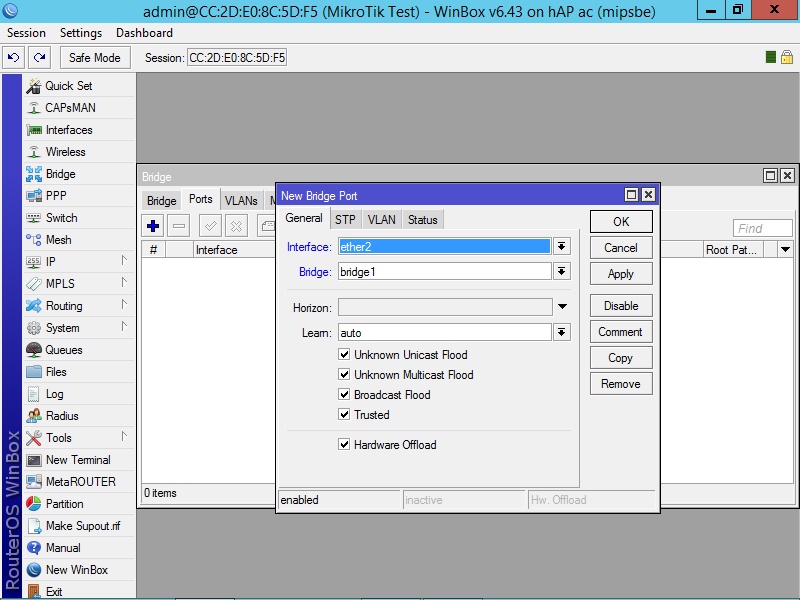 admin@CC:2D:E0:8C:5D:F5 (MikroTik Test) - WinBox v6.43 on hAP ac (mipsbe)
Session Settings Dashboard
Safe Mode Session: CC:2D:E0:8C:5D:F5
RouterOS WinBox
Quick Set
CAPsMAN
Interfaces
Wireless
Bridge
PPP
Switch
Mesh
IP
MPLS
Routing
System
Queues
Files
Log
Radius
Tools
New Terminal
MetaROUTER
Partition
Make Supout.rif
Manual
New WinBox
Exit
Bridge
Bridge Ports VLANs
Find
# Interface Root Pat...
0 items
New Bridge Port
General STP VLAN Status
Interface: ether2
Bridge: bridge1
Horizon:
Learn: auto
Unknown Unicast Flood
Unknown Multicast Flood
Broadcast Flood
Trusted
Hardware Offload
OK
Cancel
Apply
Disable
Comment
Copy
Remove
enabled inactive Hw. Offload